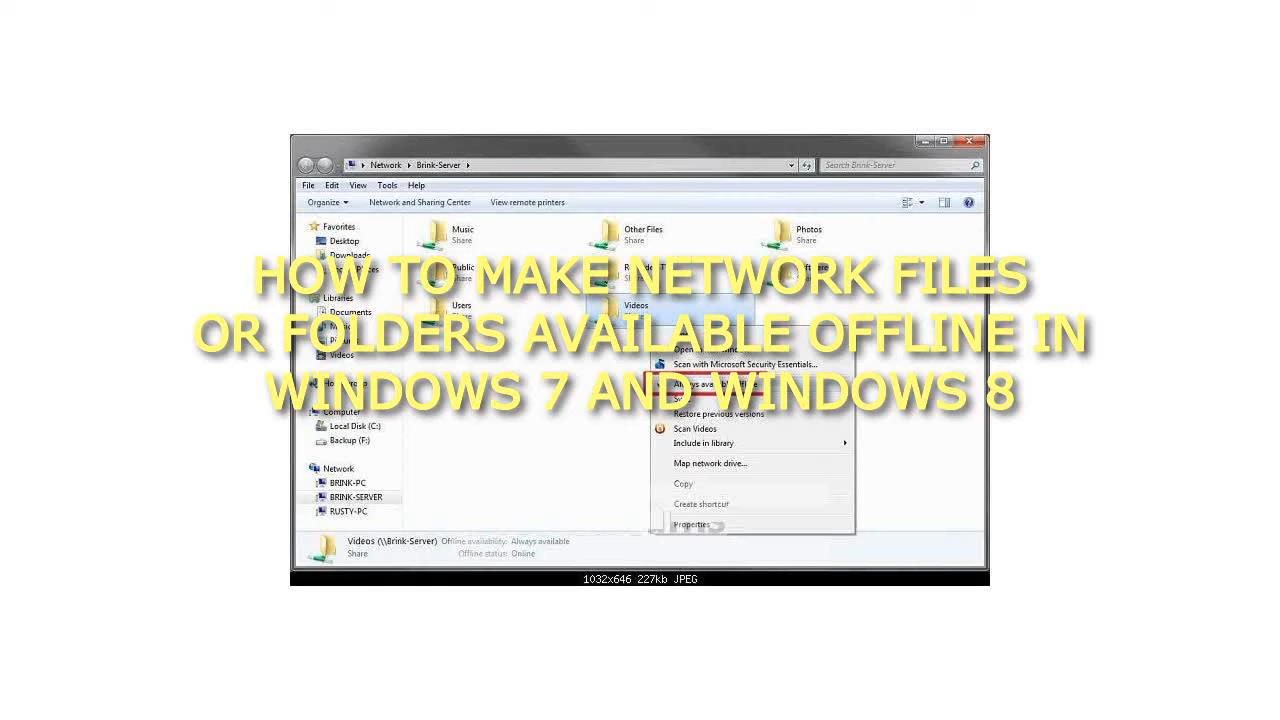 Network Brink-Server
Search Brink-Server
File Edit View Tools Help
Organize Network and Sharing Center View remote printers
Favorites
Desktop
Downloads
Libraries
Documents
Videos
Computer
Local Disk (C:)
Backup (F:)
Network
BRINK-PC
BRINK-SERVER
RUSTY-PC
Music
Share
Other Files
Share
Photos
Share
Public
Share
Users
Videos
HOW TO MAKE NETWORK FILES
OR FOLDERS AVAILABLE OFFLINE IN
WINDOWS 7 AND WINDOWS 8
Scan with Microsoft Security Essentials...
Always available offline
Restore previous versions
Scan Videos
Include in library
Map network drive...
Copy
Create shortcut
Properties
Videos (\\Brink-Server) Offline availability: Always available
Share Offline status: Online
1032x646 227kb JPEG